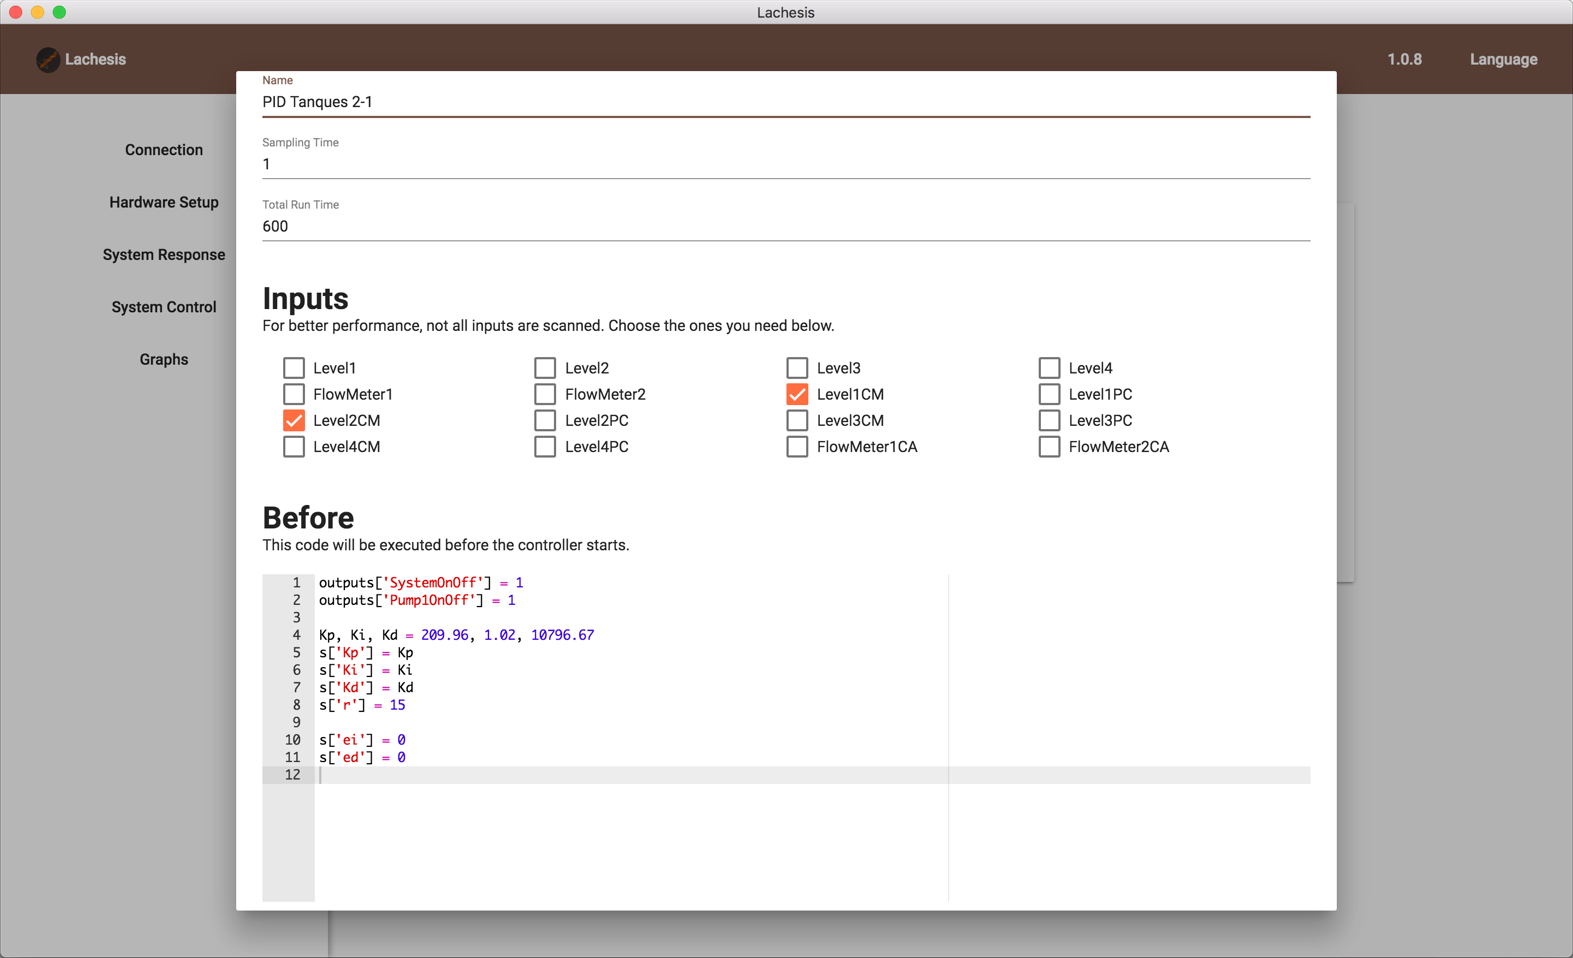 Lachesis
Lachesis
1.0.8
Language
Connection
Hardware Setup
System Response
System Control
Graphs
Name
PID Tanques 2-1
Sampling Time
1
Total Run Time
600
Inputs
For better performance, not all inputs are scanned. Choose the ones you need below.
Level1
Level2
Level3
Level4
FlowMeter1
FlowMeter2
Level1CM
Level1PC
Level2CM
Level2PC
Level3CM
Level3PC
Level4CM
Level4PC
FlowMeter1CA
FlowMeter2CA
Before
This code will be executed before the controller starts.
1 outputs['SystemOnOff'] = 1
2 outputs['Pump1OnOff'] = 1
3
4 Kp, Ki, Kd = 209.96, 1.02, 10796.67
5 s['Kp'] = Kp
6 s['Ki'] = Ki
7 s['Kd'] = Kd
8 s['r'] = 15
9
10 s['ei'] = 0
11 s['ed'] = 0
12